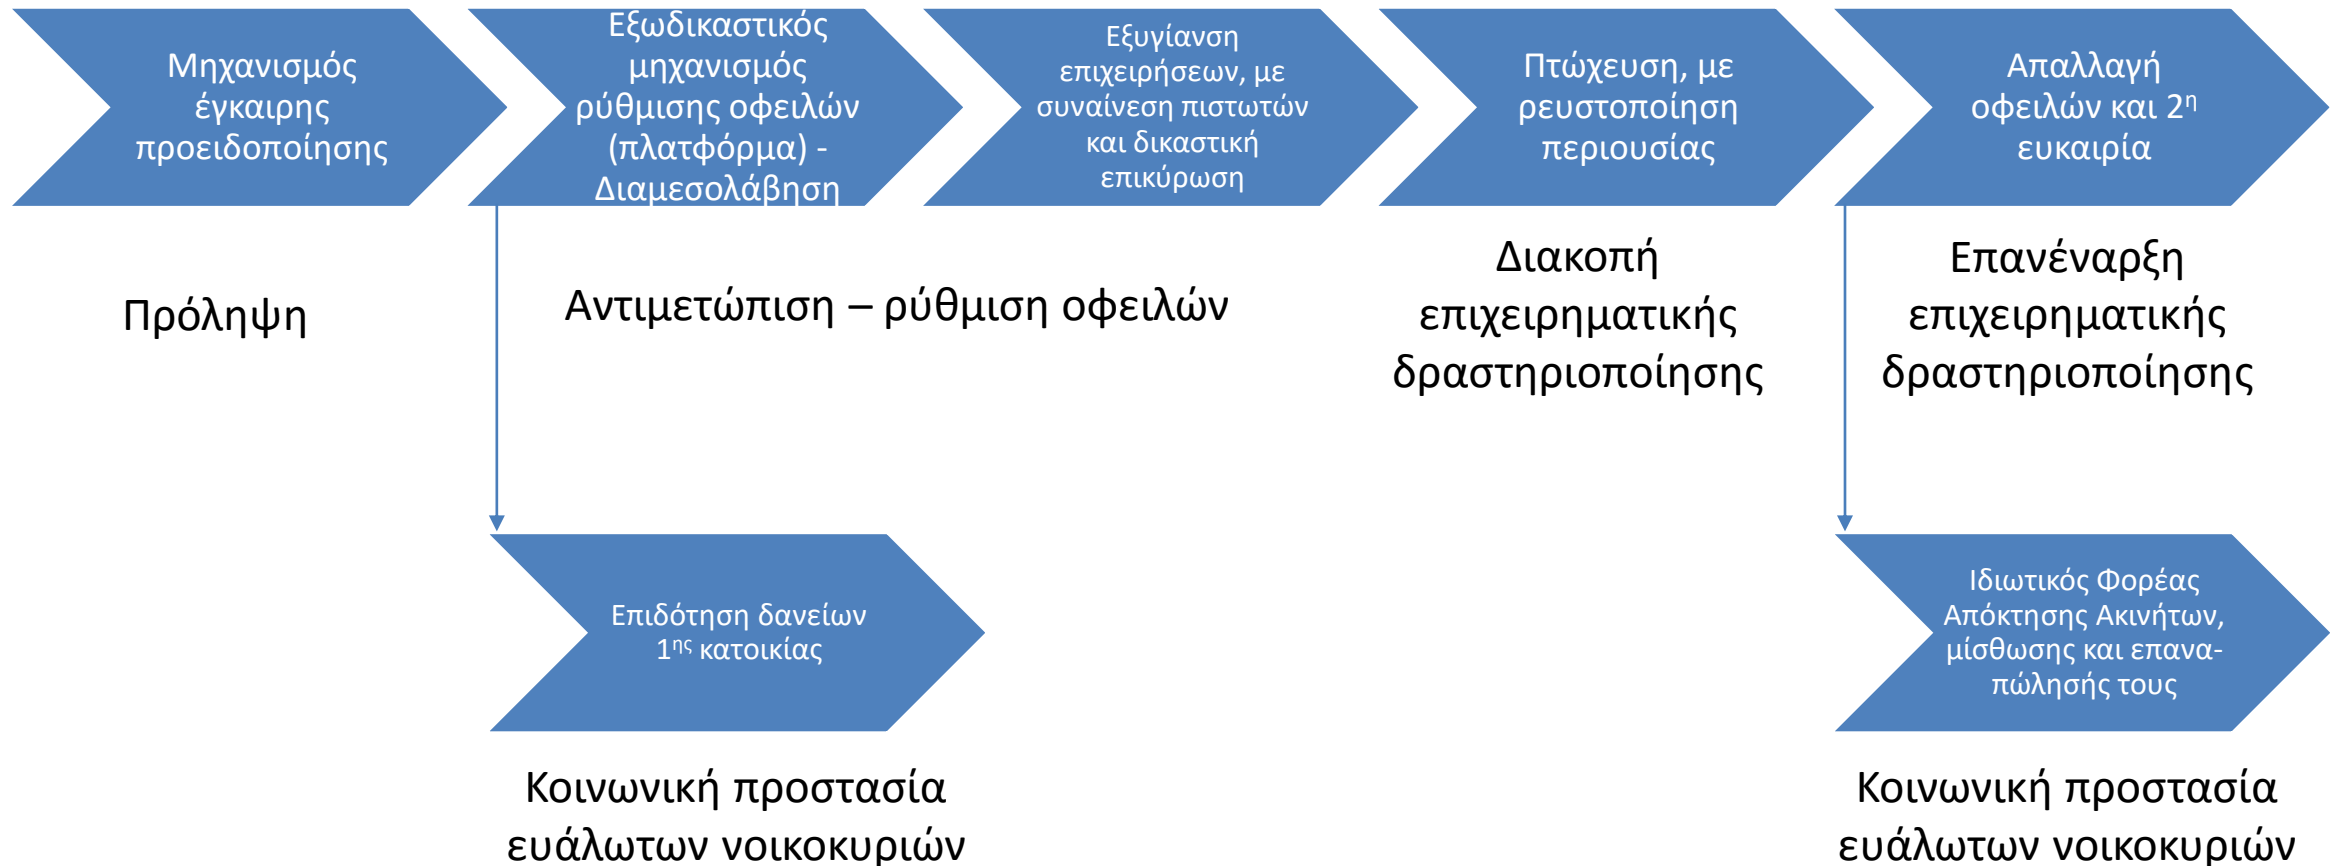 Μηχανισμός
έγκαιρης
προειδοποίησης
Εξωδικαστικός
μηχανισμός
ρύθμισης οφειλών
(πλατφόρμα) -
Διαμεσολάβηση
Εξυγίανση
επιχειρήσεων, με
συναίνεση πιστωτών
και δικαστική
επικύρωση
Πτώχευση, με
ρευστοποίηση
περιουσίας
Απαλλαγή
οφειλών και 2η
ευκαιρία
Πρόληψη
Αντιμετώπιση – ρύθμιση οφειλών
Διακοπή
επιχειρηματικής
δραστηριοποίησης
Επανέναρξη
επιχειρηματικής
δραστηριοποίησης
Επιδότηση δανείων
1ης κατοικίας
Ιδιωτικός Φορέας
Απόκτησης Ακινήτων,
μίσθωσης και επανα-
πώλησής τους
Κοινωνική προστασία
ευάλωτων νοικοκυριών
Κοινωνική προστασία
ευάλωτων νοικοκυριών